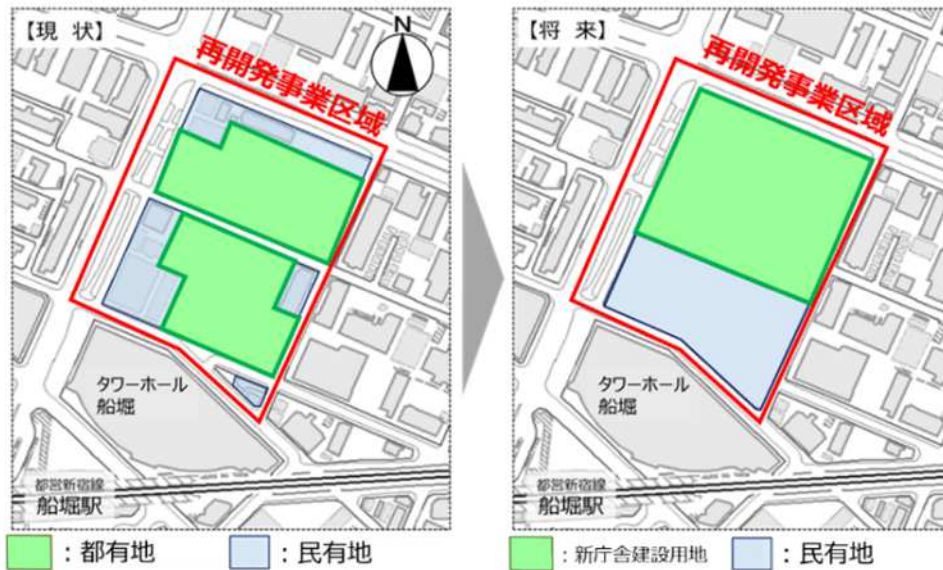 【現 状】
N
再開発事業区域
タワーホール
船堀
都営新宿線
船堀駅
：都有地
：民有地
【将 来】
再開発事業区域
タワーホール
船堀
都営新宿線
船堀駅
：新庁舎建設用地
：民有地